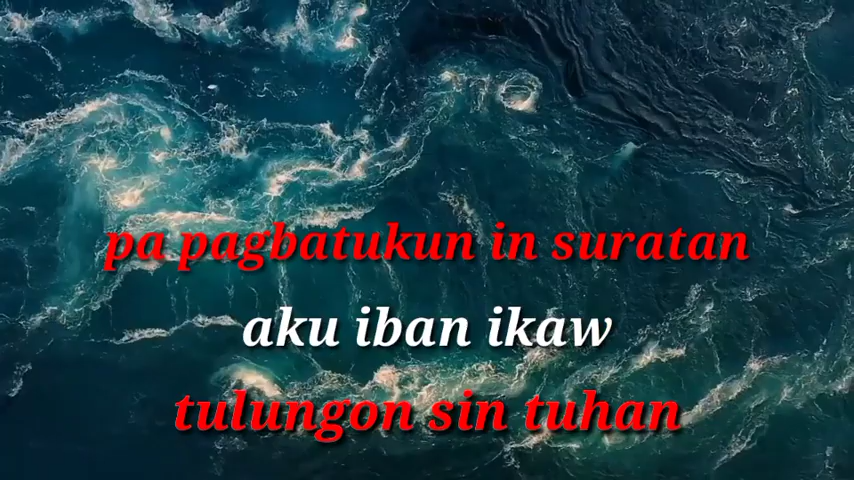 pa pagbatukun in suratan
aku iban ikaw
tulungon sin tuhan